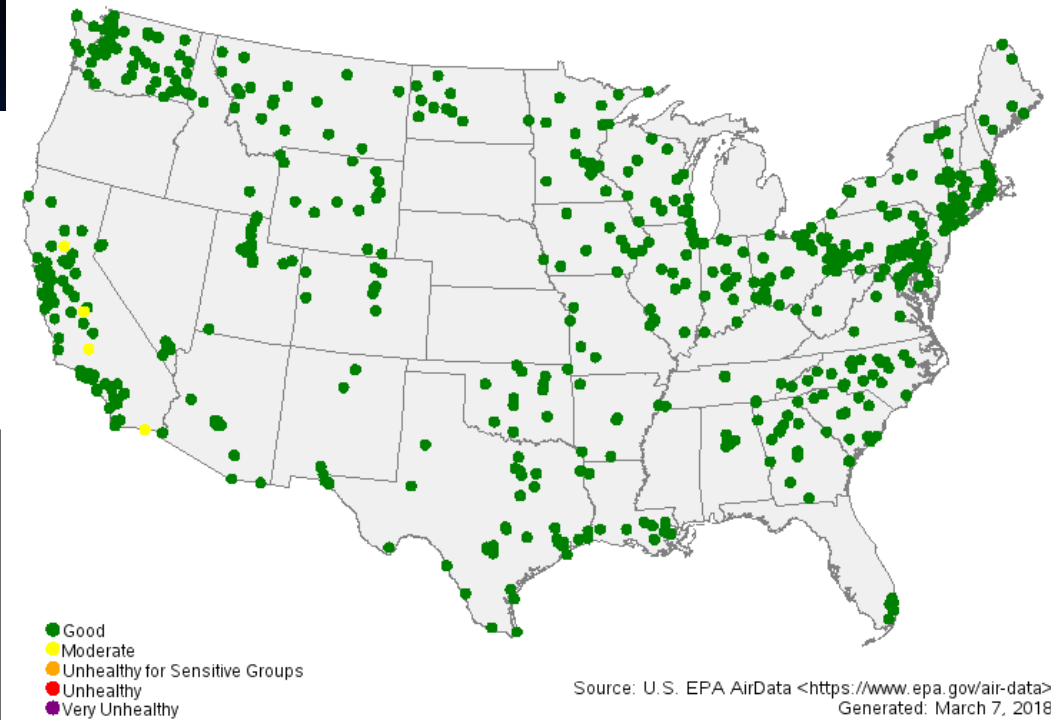 Good
Moderate
Unhealthy for Sensitive Groups
Unhealthy
Very Unhealthy
Source: U.S. EPA AirData <https://www.epa.gov/air-data>
Generated: March 7, 2018